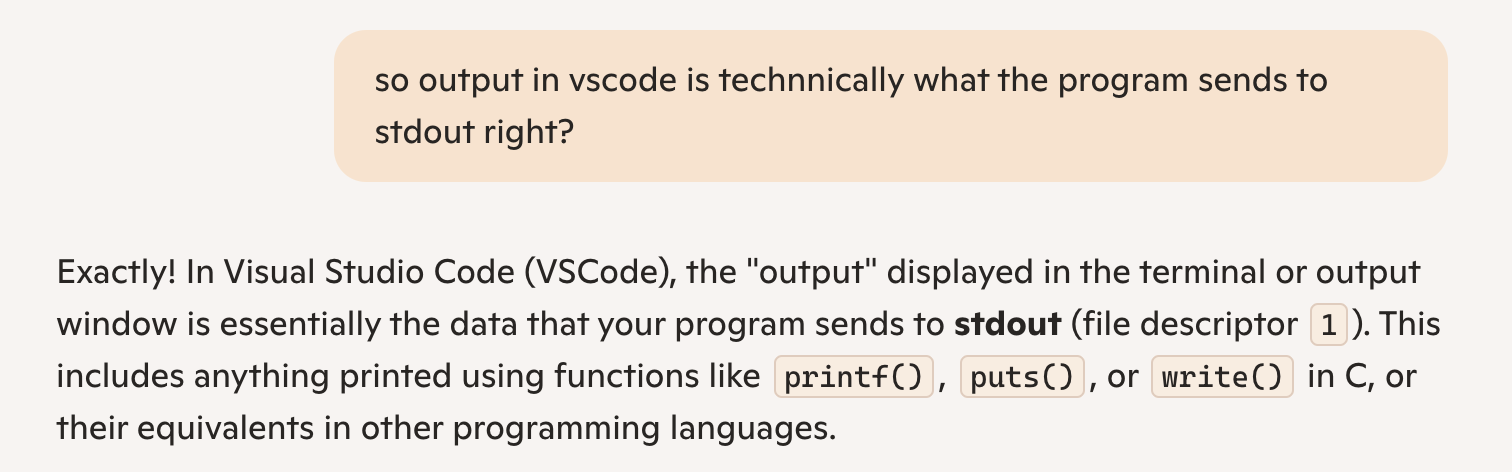 so output in vscode is technnically what the program sends to
stdout right?
Exactly! In Visual Studio Code (VSCode), the "output" displayed in the terminal or output
window is essentially the data that your program sends to stdout (file descriptor 1). This
includes anything printed using functions like printf(), puts(), or write() in C, or
their equivalents in other programming languages.